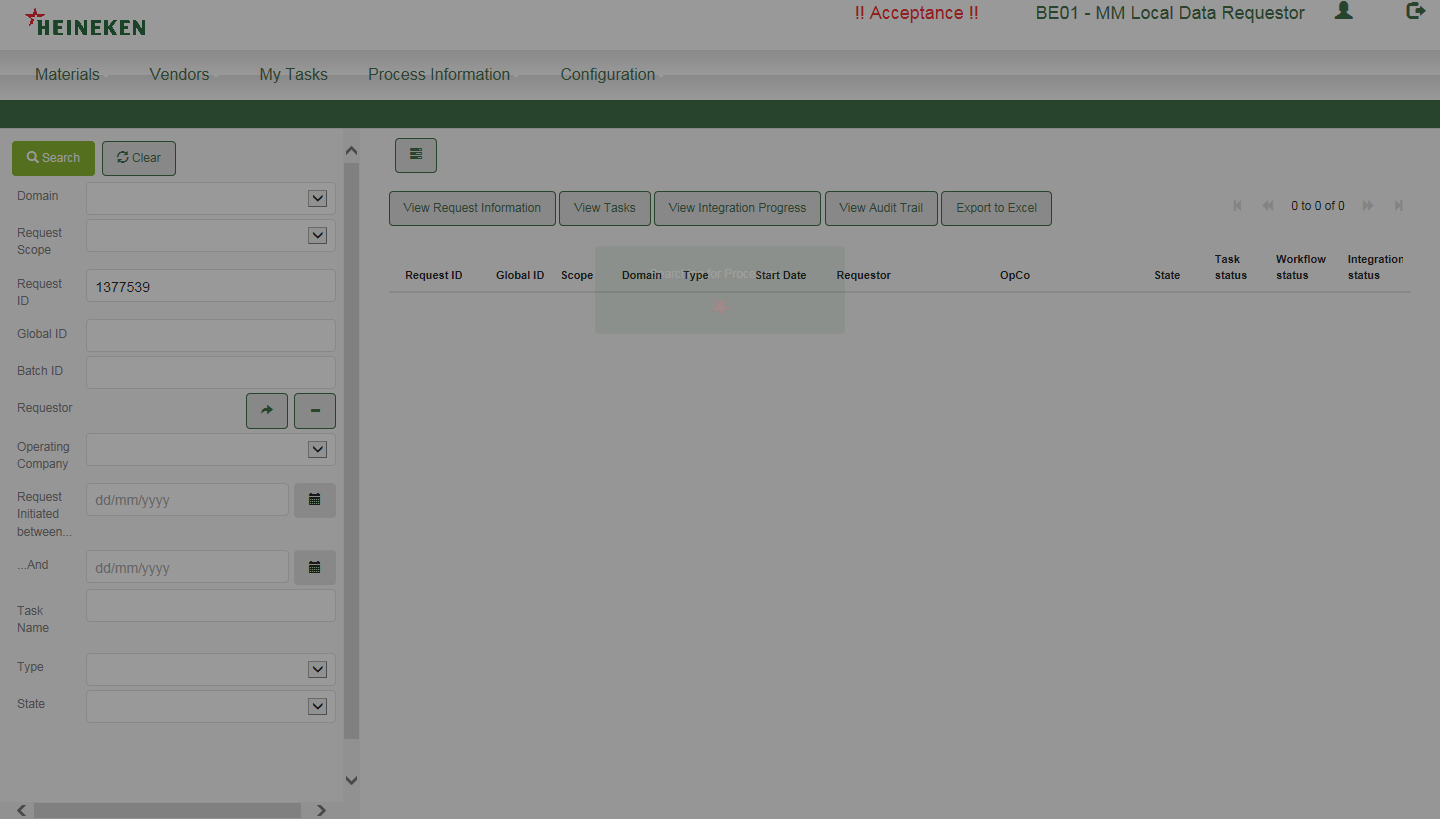 HEINEKEN
!! Acceptance !!
BE01 - MM Local Data Requestor
Materials
Vendors
My Tasks
Process Information
Configuration
Search
Clear
Domain
Request
Scope
Request
ID
1377539
Global ID
Batch ID
Requestor
Operating
Company
Request
Initiated
between...
dd/mm/yyyy
...And
dd/mm/yyyy
Task
Name
Type
State
View Request Information
View Tasks
View Integration Progress
View Audit Trail
Export to Excel
0 to 0 of 0
Request ID
Global ID
Scope
Domain
Type
Start Date
Requestor
OpCo
State
Task
status
Workflow
status
Integration
status